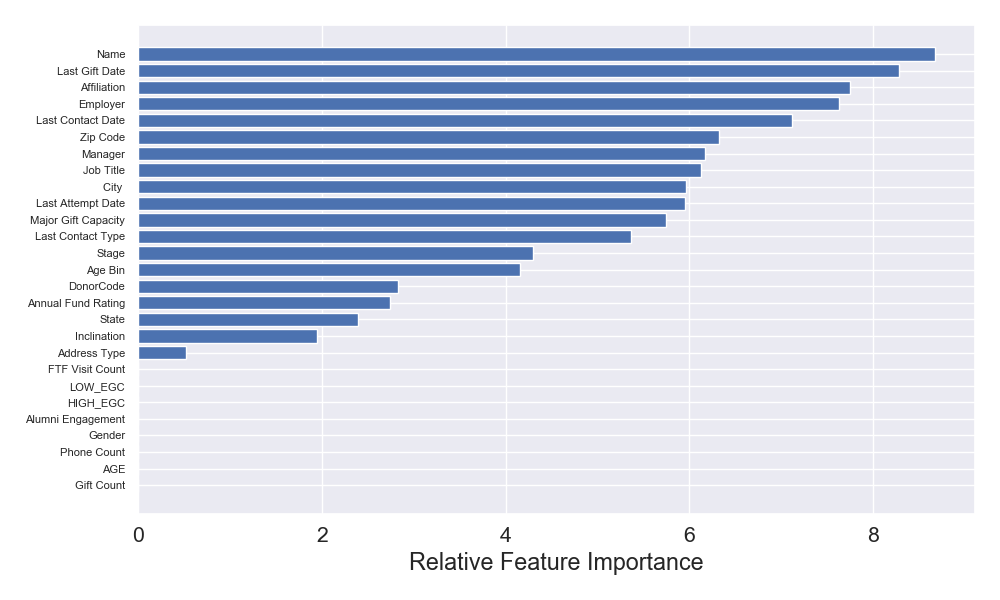 Name
Last Gift Date
Affiliation
Employer
Last Contact Date
Zip Code
Manager
Job Title
City
Last Attempt Date
Major Gift Capacity
Last Contact Type
Stage
Age Bin
DonorCode
Annual Fund Rating
State
Inclination
Address Type
FTF Visit Count
LOW_EGC
HIGH_EGC
Alumni Engagement
Gender
Phone Count
AGE
Gift Count
0 2 4 6 8
Relative Feature Importance